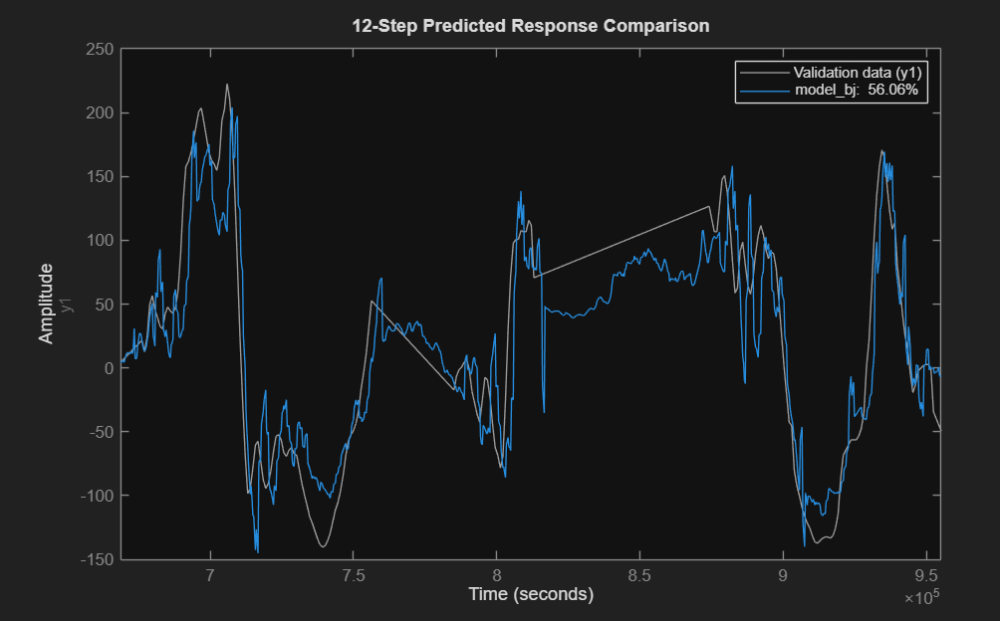 12-Step Predicted Response Comparison
Validation data (y1)
model_bj: 56.06%
Amplitude
y1
250
200
150
100
50
0
-50
-100
-150
7
7.5
8
8.5
9
9.5
×10⁵
Time (seconds)